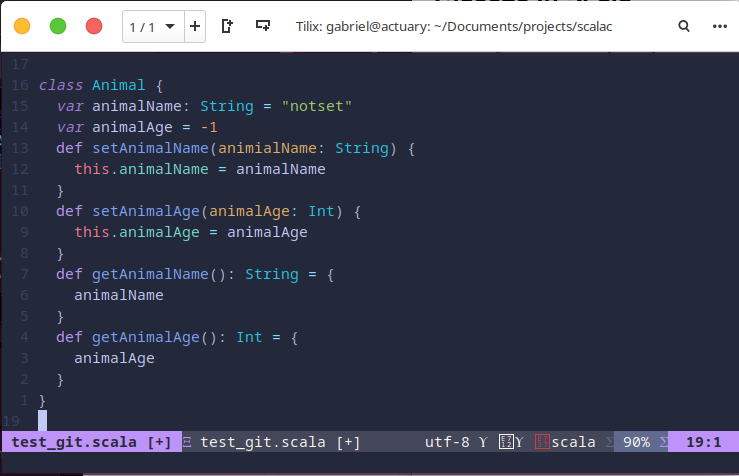 1 / 1
Tilix: gabriel@actuary: ~/Documents/projects/scalac
17
16 class Animal {
15   var animalName: String = "notset"
14   var animalAge = -1
13   def setAnimalName(animialName: String) {
12     this.animalName = animalName
11   }
10   def setAnimalAge(animalAge: Int) {
9     this.animalAge = animalAge
8   }
7   def getAnimalName(): String = {
6     animalName
5   }
4   def getAnimalAge(): Int = {
3     animalAge
2   }
1 }
19
test_git.scala [+] Ξ test_git.scala [+] utf-8 scala 90% 19:1